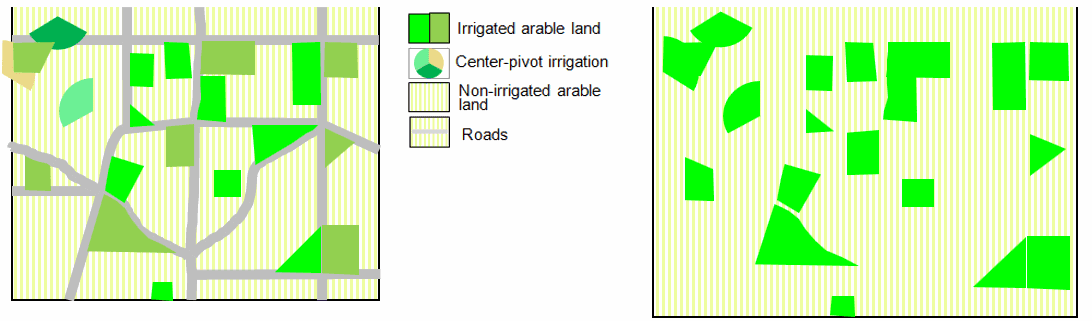 Irrigated arable land
Center-pivot irrigation
Non-irrigated arable
land
Roads